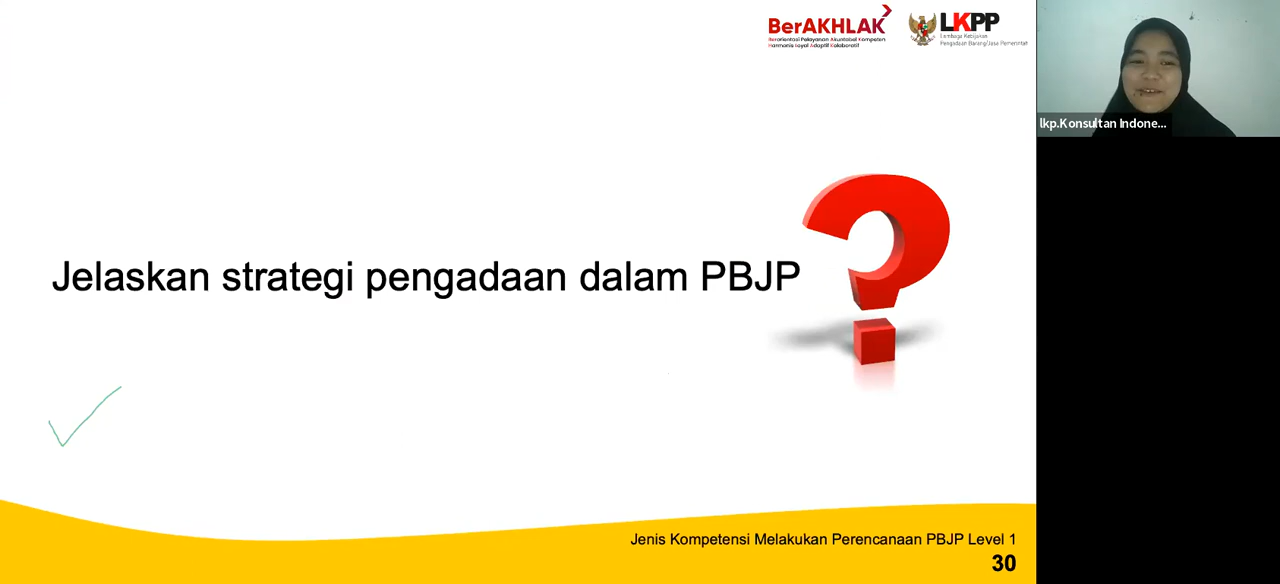 BerAKHLAK
Berorientasi Pelayanan Akuntabel Kompeten
Harmonis Loyal Adaptif Kolaboratif
LKPP
Lembaga Kebijakan
Pengadaan Barang/Jasa Pemerintah
lkp.Konsultan Indone...
Jelaskan strategi pengadaan dalam PBJP
Jenis Kompetensi Melakukan Perencanaan PBJP Level 1
30